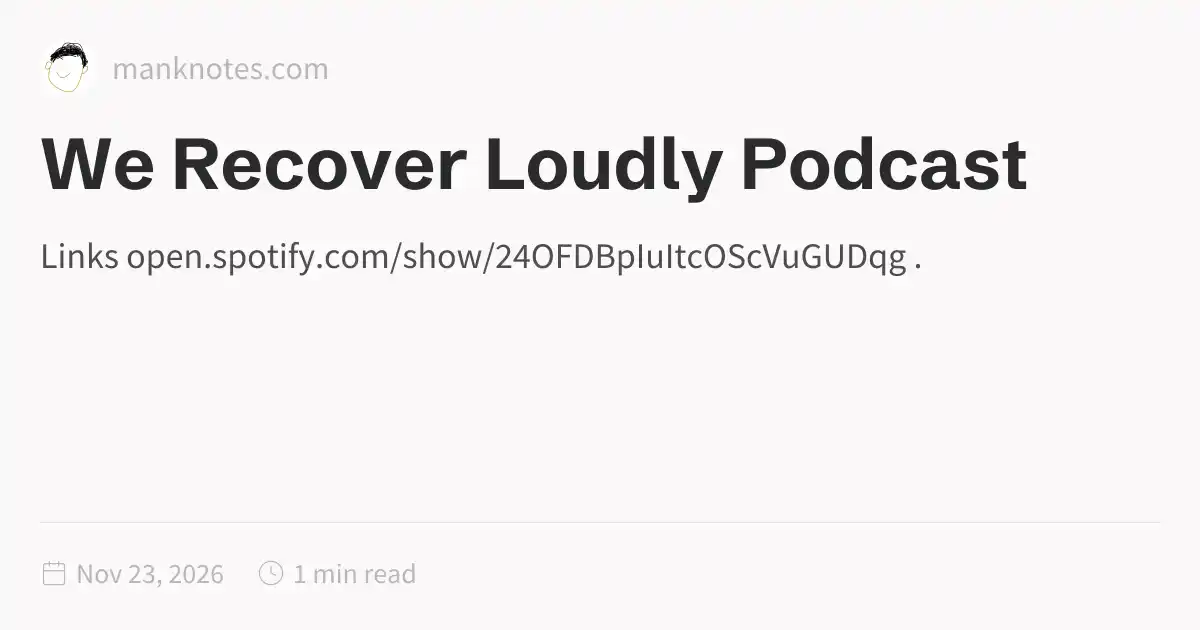 manknotes.com
We Recover Loudly Podcast
Links open.spotify.com/show/24OFDBpIuItcOScVuGUDqg .
Nov 23, 2026
1 min read